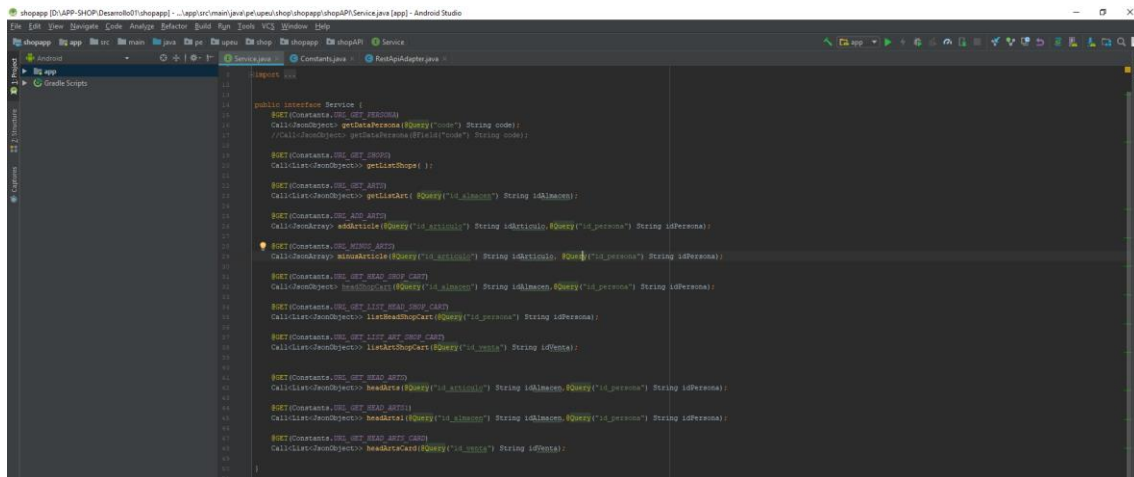 shopapp [D:\APP-SHOP\Desarrollo01\shopapp] - ...\app\src\main\java\pe\upeu\shop\shopapp\shopAPI\Service.java [app] - Android Studio
File Edit View Navigate Code Analyze Refactor Build Run Tools VCS Window Help
shopapp app src main java pe upeu shop shopapp shopAPI Service app
Android Service.java Constants.java RestApiAdapter.java
1: Project
app
Gradle Scripts
7: Structure
Captures
import ...
public interface Service {
@GET(Constants.URL_GET_PERSONA)
Call<JsonObject> getDataPersona(@Query("code") String code);
//Call<JsonObject> getDataPersona(@Field("code") String code);
@GET(Constants.URL_GET_SHOPS)
Call<List<JsonObject>> getListShops( );
@GET(Constants.URL_GET_ARTS)
Call<List<JsonObject>> getListArt( @Query("id_almacen") String idAlmacen);
@GET(Constants.URL_ADD_ARTS)
Call<JsonArray> addArticle(@Query("id_articulo") String idArticulo,@Query("id_persona") String idPersona);
@GET(Constants.URL_MINUS_ARTS)
Call<JsonArray> minusArticle(@Query("id_articulo") String idArticulo, @Query("id_persona") String idPersona);
@GET(Constants.URL_GET_HEAD_SHOP_CART)
Call<JsonObject> headShopCart(@Query("id_almacen") String idAlmacen,@Query("id_persona") String idPersona);
@GET(Constants.URL_GET_LIST_HEAD_SHOP_CART)
Call<List<JsonObject>> listHeadShopCart(@Query("id_persona") String idPersona);
@GET(Constants.URL_GET_LIST_ART_SHOP_CART)
Call<List<JsonObject>> listArtShopCart(@Query("id_venta") String idVenta);
@GET(Constants.URL_GET_HEAD_ARTS)
Call<List<JsonObject>> headArts(@Query("id_articulo") String idAlmacen,@Query("id_persona") String idPersona);
@GET(Constants.URL_GET_HEAD_ARTS1)
Call<List<JsonObject>> headArts1(@Query("id_almacen") String idAlmacen,@Query("id_persona") String idPersona);
@GET(Constants.URL_GET_HEAD_ARTS_CARD)
Call<List<JsonObject>> headArtsCard(@Query("id_venta") String idVenta);
}